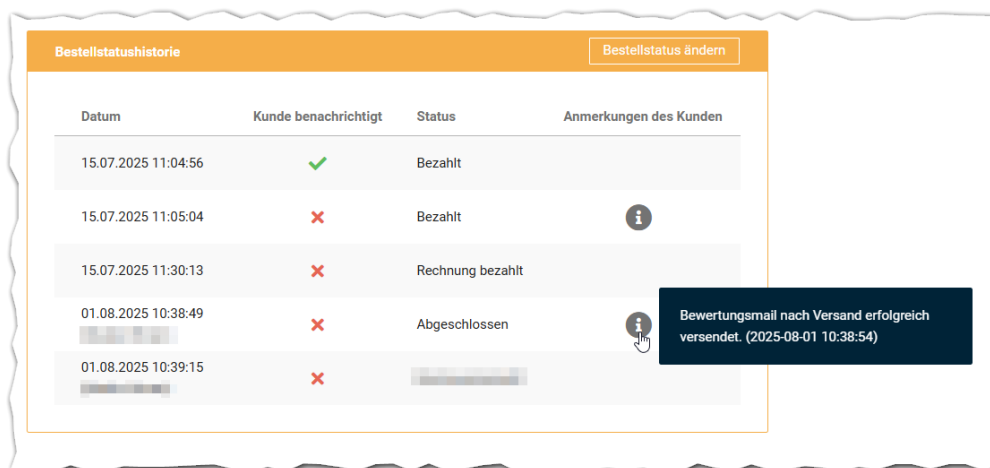 Bestellstatushistorie Bestellstatus ändern
Datum Kunde benachrichtigt Status Anmerkungen des Kunden
15.07.2025 11:04:56 Bezahlt
15.07.2025 11:05:04 Bezahlt
15.07.2025 11:30:13 Rechnung bezahlt
01.08.2025 10:38:49 Abgeschlossen
Bewertungsmail nach Versand erfolgreich
versendet. (2025-08-01 10:38:54)
01.08.2025 10:39:15